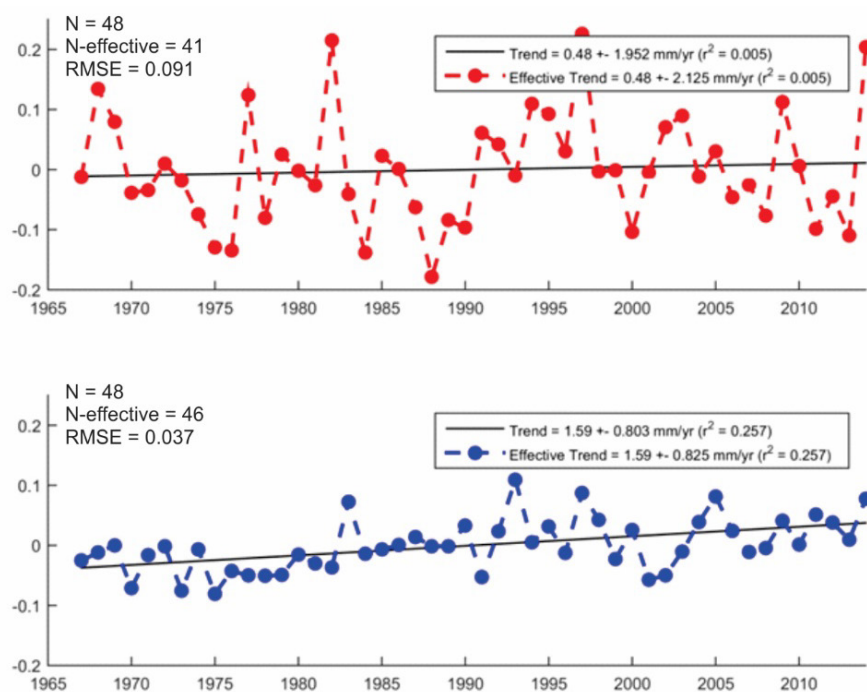 N = 48
N-effective = 41
RMSE = 0.091
Trend = 0.48 +- 1.952 mm/yr (r² = 0.005)
Effective Trend = 0.48 +- 2.125 mm/yr (r² = 0.005)
0.2
0.1
0
-0.1
-0.2
1965 1970 1975 1980 1985 1990 1995 2000 2005 2010
N = 48
N-effective = 46
RMSE = 0.037
Trend = 1.59 +- 0.803 mm/yr (r² = 0.257)
Effective Trend = 1.59 +- 0.825 mm/yr (r² = 0.257)
0.2
0.1
0
-0.1
-0.2
1965 1970 1975 1980 1985 1990 1995 2000 2005 2010